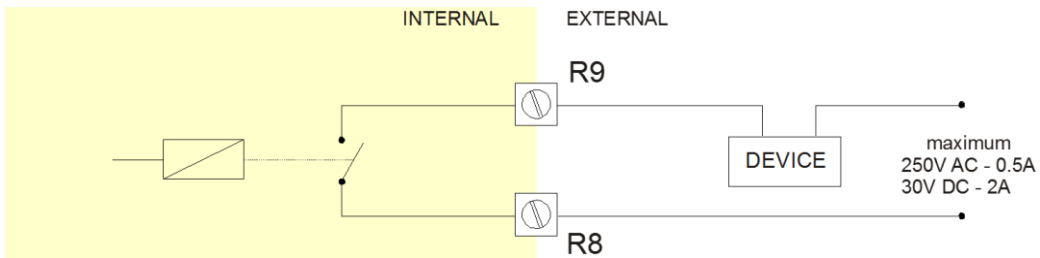 INTERNAL
EXTERNAL
R9
DEVICE
maximum
250V AC - 0.5A
30V DC - 2A
R8